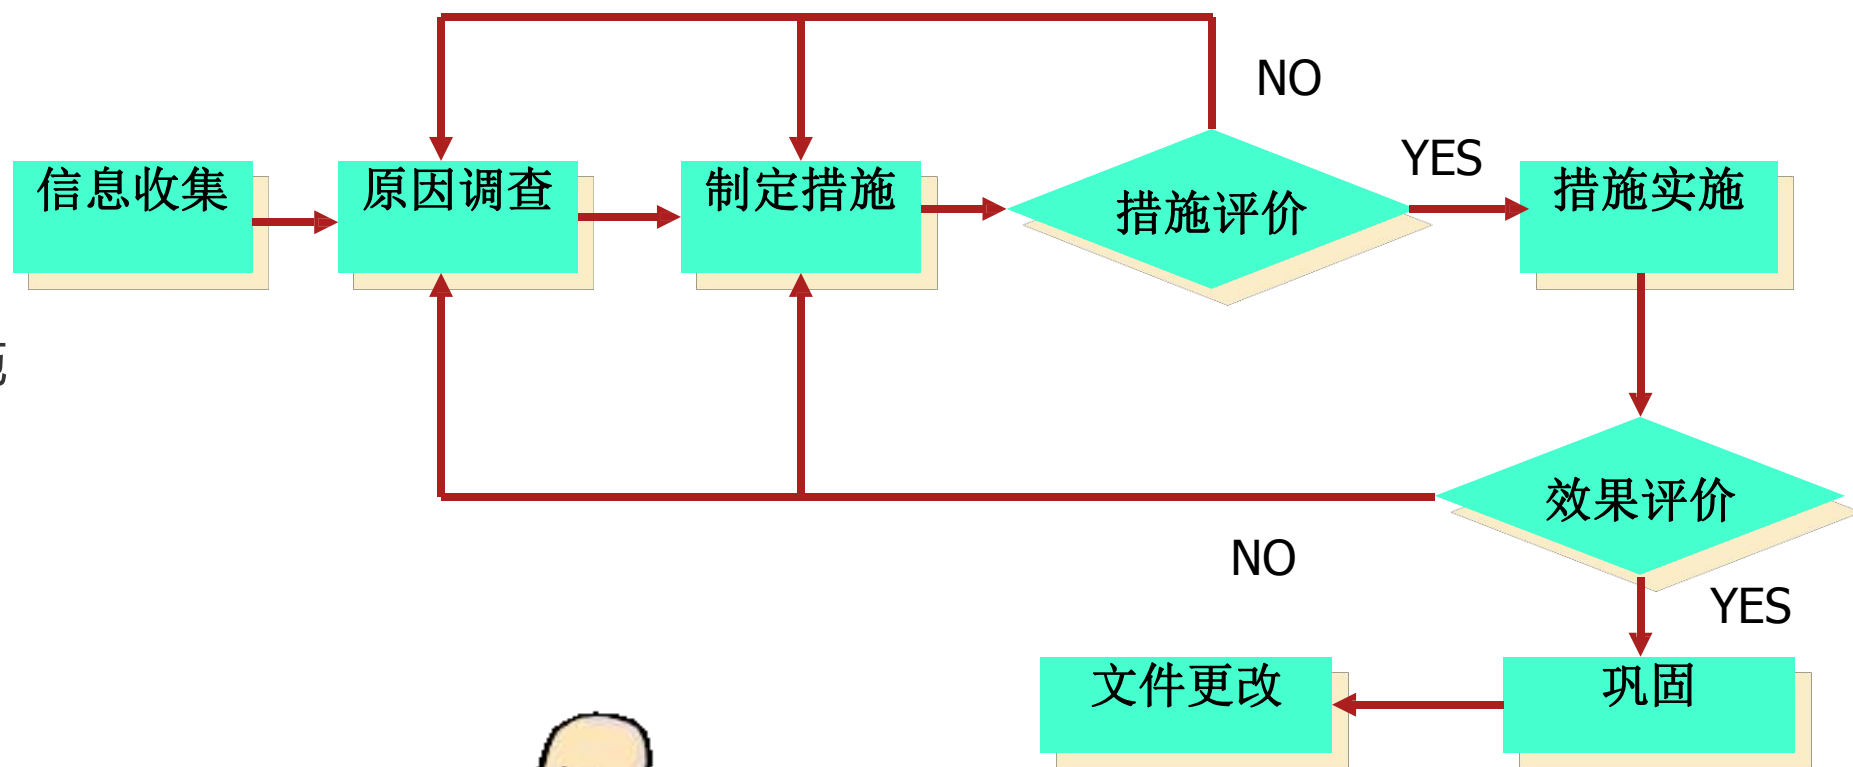 NO
YES
信息收集
原因调查
制定措施
措施评价
措施实施
效果评价
NO
YES
文件更改
巩固